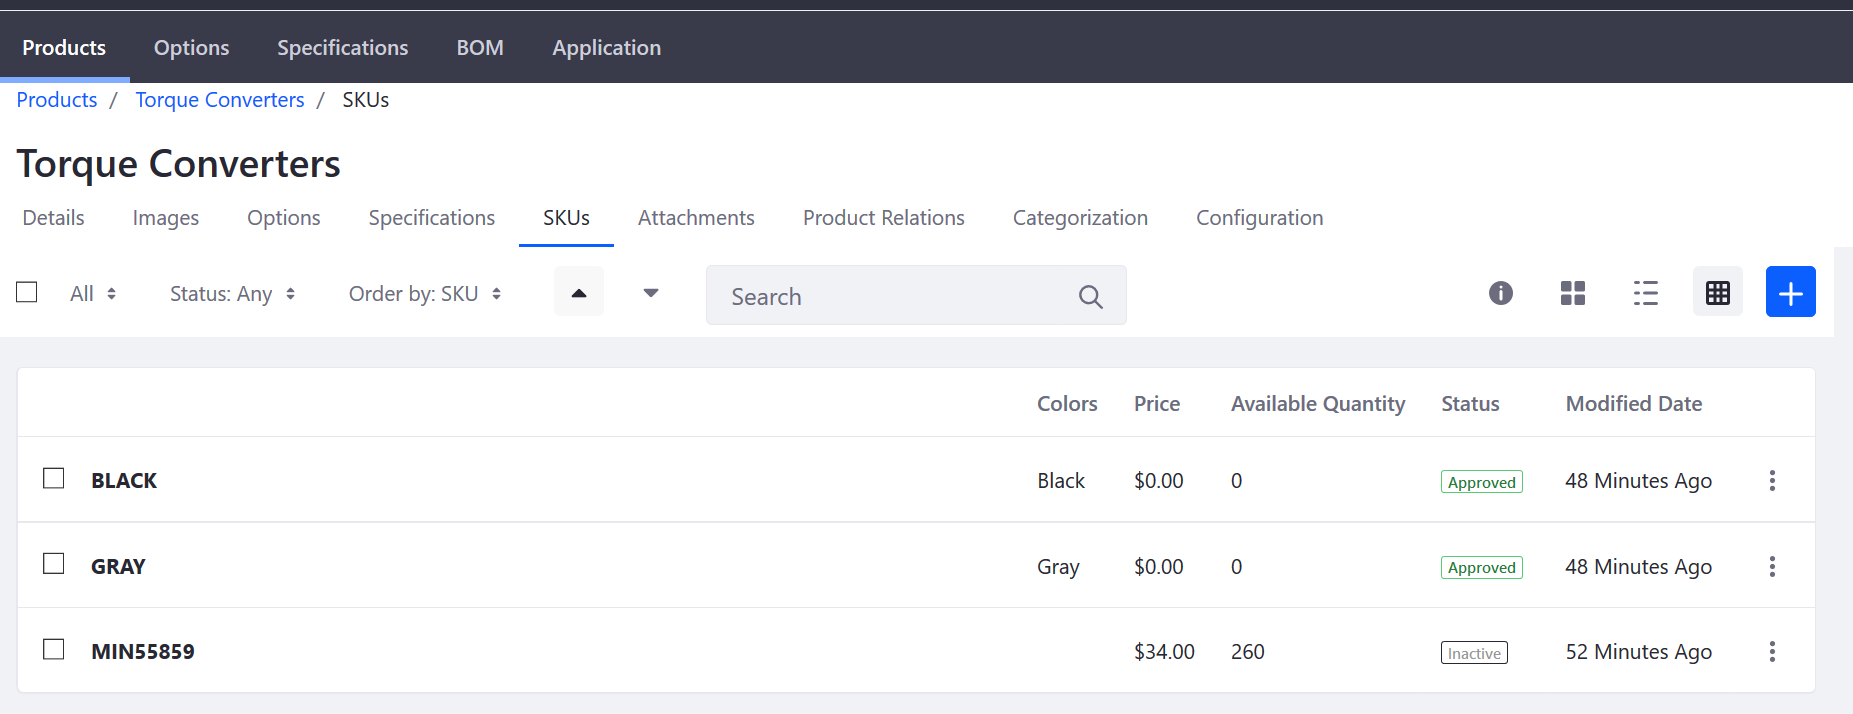 Products Options Specifications BOM Application
Products / Torque Converters / SKUs
Torque Converters
Details Images Options Specifications SKUs Attachments Product Relations Categorization Configuration
All Status: Any Order by: SKU Search
Colors Price Available Quantity Status Modified Date
BLACK Black $0.00 0 Approved 48 Minutes Ago
GRAY Gray $0.00 0 Approved 48 Minutes Ago
MIN55859 $34.00 260 Inactive 52 Minutes Ago